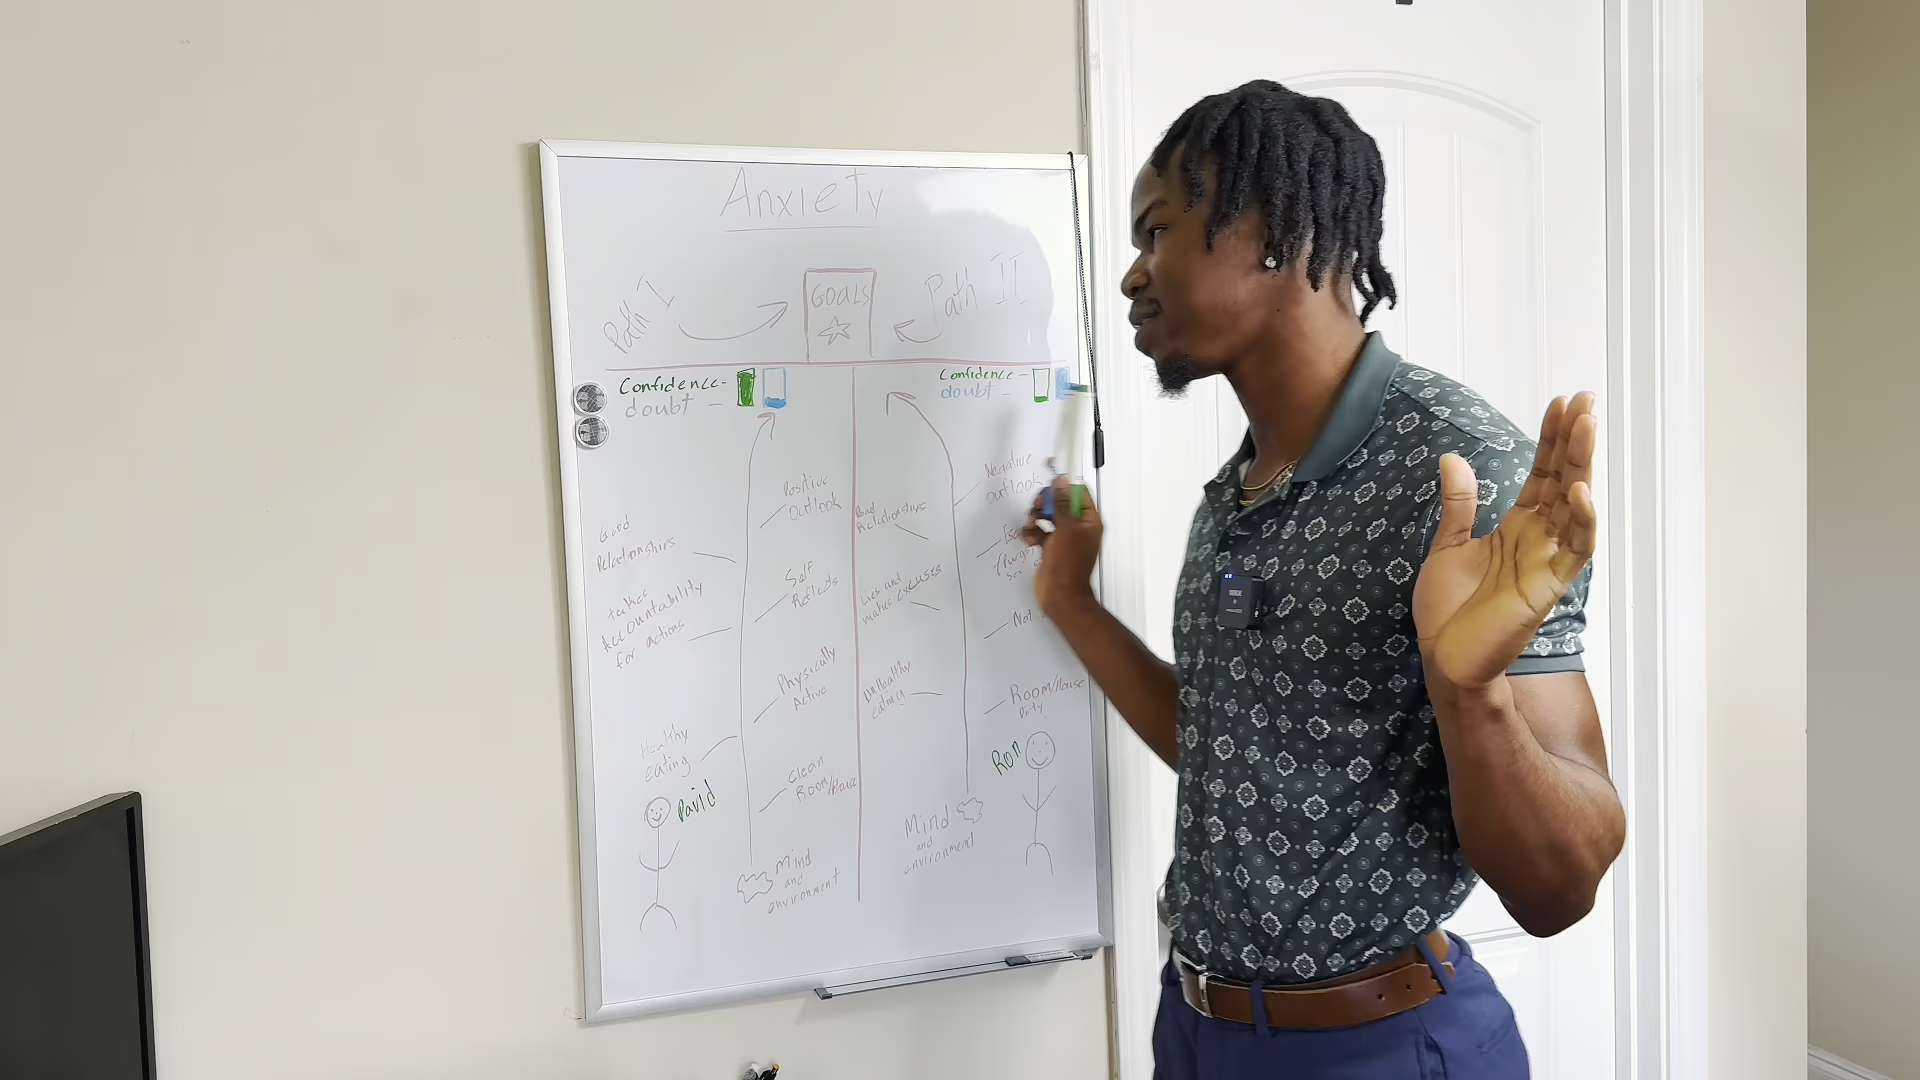 Anxiety
Path I
GOALS
Path II
Confidence-
doubt -
Confidence -
doubt -
Positive
Outlook
Good
Relationships
takes
Accountability
for actions
Self
Reflects
Physically
Active
Healthy
Eating
Clean
Room/House
David
Mind
and
environment
Negative
outlook
Bad
Relationships
Lies and
makes excuses
Not
UnHealthy
eating
Room/House
Dirty
Ron
Mind
and
environment